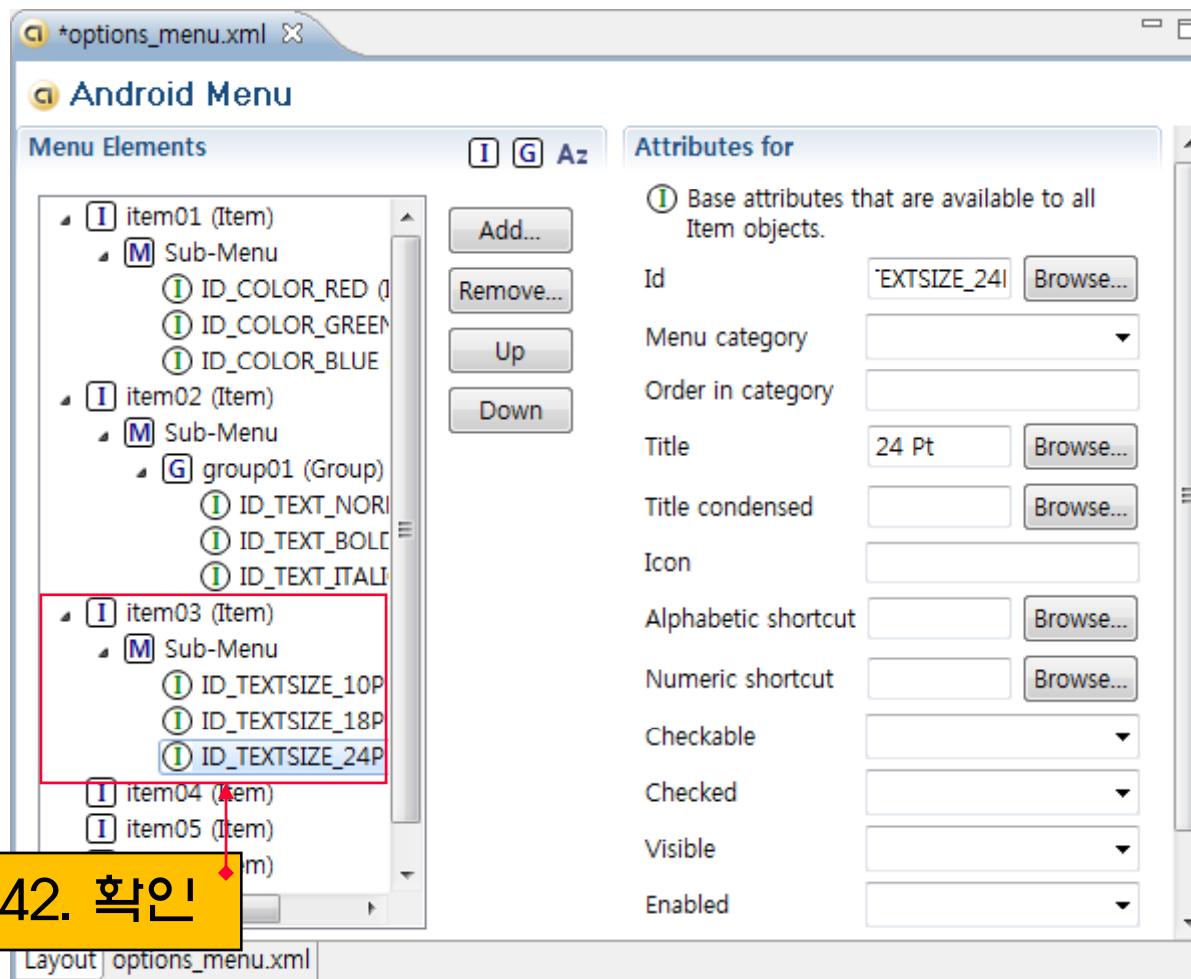 *options_menu.xml
Android Menu
Menu Elements
I G Az
Attributes for
I item01 (Item)
M Sub-Menu
I ID_COLOR_RED (I
I ID_COLOR_GREEN
I ID_COLOR_BLUE
I item02 (Item)
M Sub-Menu
G group01 (Group)
I ID_TEXT_NORI
I ID_TEXT_BOLD
I ID_TEXT_ITALI
I item03 (Item)
M Sub-Menu
I ID_TEXTSIZE_10P
I ID_TEXTSIZE_18P
I ID_TEXTSIZE_24P
I item04 (Item)
I item05 (Item)
em)
Add...
Remove...
Up
Down
I Base attributes that are available to all
Item objects.
Id TEXTSIZE_24I Browse...
Menu category
Order in category
Title 24 Pt Browse...
Title condensed Browse...
Icon
Alphabetic shortcut Browse...
Numeric shortcut Browse...
Checkable
Checked
Visible
Enabled
42. 확인
Layout options_menu.xml